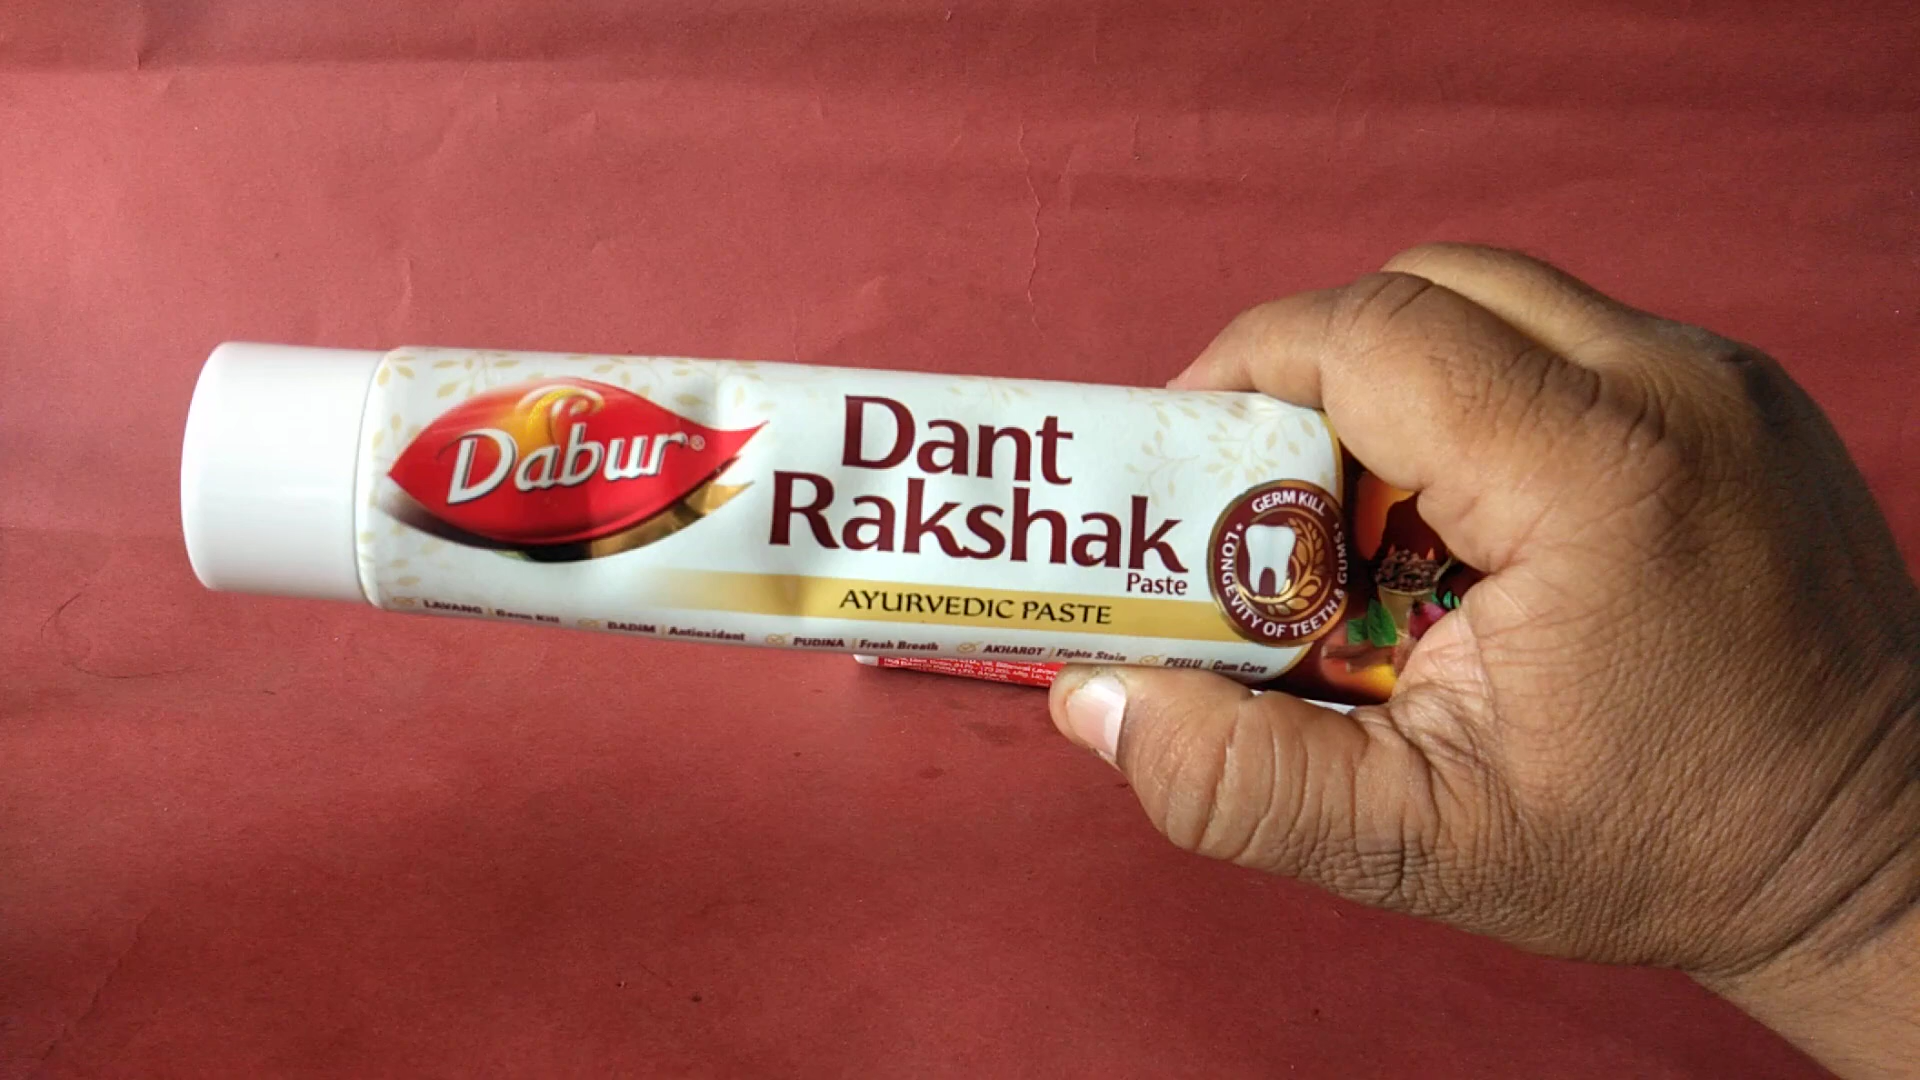 Dabur®
Dant
Rakshak
Paste
AYURVEDIC PASTE
GERM KILL
LONGEVITY OF TEETH & GUMS
LAVANG | Germ Kill DADIM | Antioxidant PUDINA | Fresh Breath AKHAROT | Fights Stain PEELU | Gum Care